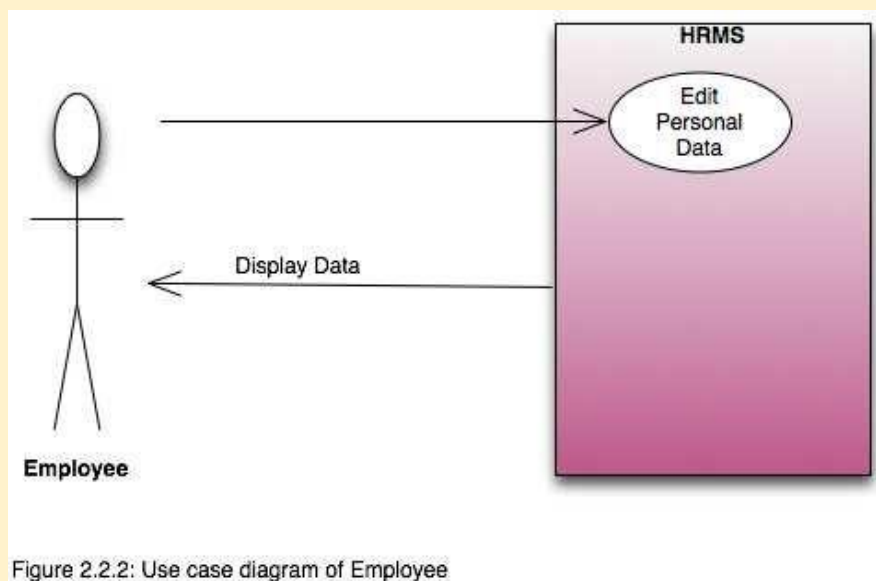 HRMS
Edit
Personal
Data
Display Data
Employee
Figure 2.2.2: Use case diagram of Employee